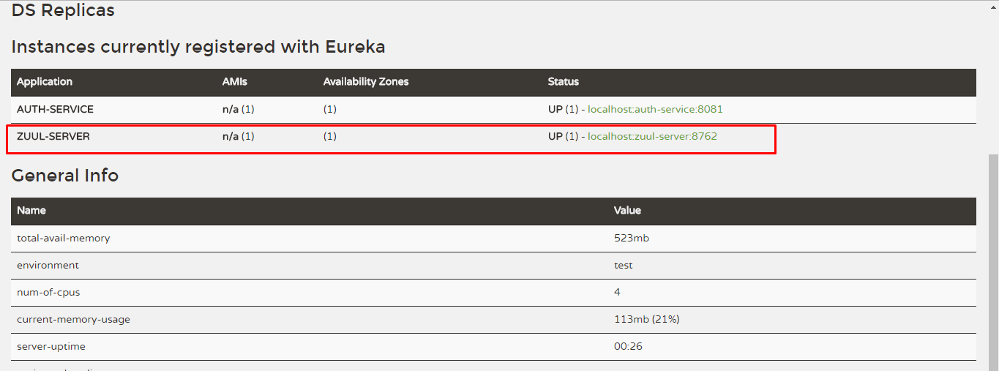 DS Replicas
Instances currently registered with Eureka
Application AMIs Availability Zones Status
AUTH-SERVICE n/a (1) (1) UP (1) - localhost:auth-service:8081
ZUUL-SERVER n/a (1) (1) UP (1) - localhost:zuul-server:8762
General Info
Name Value
total-avail-memory 523mb
environment test
num-of-cpus 4
current-memory-usage 113mb (21%)
server-uptime 00:26